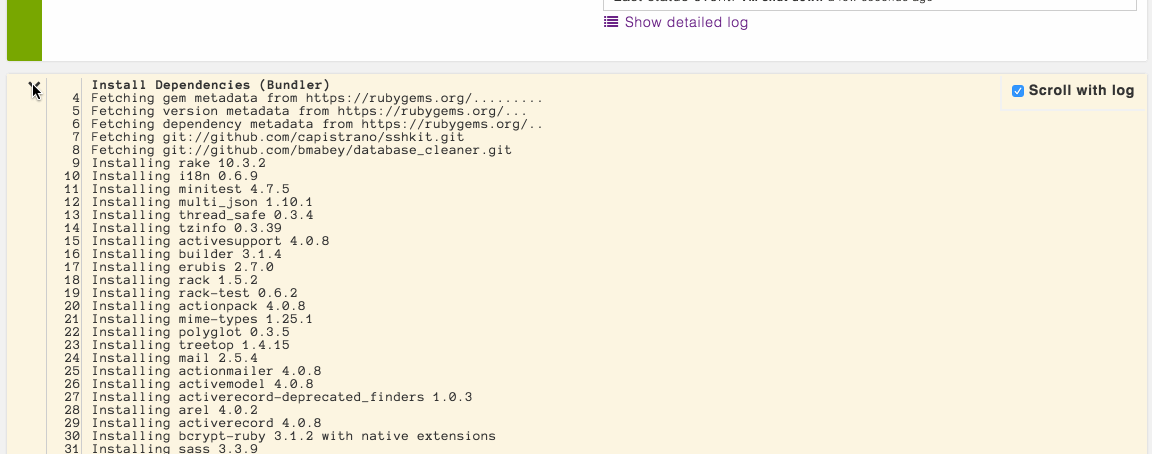 Show detailed log
Install Dependencies (Bundler)
Scroll with log
4 Fetching gem metadata from https://rubygems.org/.........
5 Fetching version metadata from https://rubygems.org/...
6 Fetching dependency metadata from https://rubygems.org/..
7 Fetching git://github.com/capistrano/sshkit.git
8 Fetching git://github.com/bmabey/database_cleaner.git
9 Installing rake 10.3.2
10 Installing i18n 0.6.9
11 Installing minitest 4.7.5
12 Installing multi_json 1.10.1
13 Installing thread_safe 0.3.4
14 Installing tzinfo 0.3.39
15 Installing activesupport 4.0.8
16 Installing builder 3.1.4
17 Installing erubis 2.7.0
18 Installing rack 1.5.2
19 Installing rack-test 0.6.2
20 Installing actionpack 4.0.8
21 Installing mime-types 1.25.1
22 Installing polyglot 0.3.5
23 Installing treetop 1.4.15
24 Installing mail 2.5.4
25 Installing actionmailer 4.0.8
26 Installing activemodel 4.0.8
27 Installing activerecord-deprecated_finders 1.0.3
28 Installing arel 4.0.2
29 Installing activerecord 4.0.8
30 Installing bcrypt-ruby 3.1.2 with native extensions
31 Installing sass 3.3.9